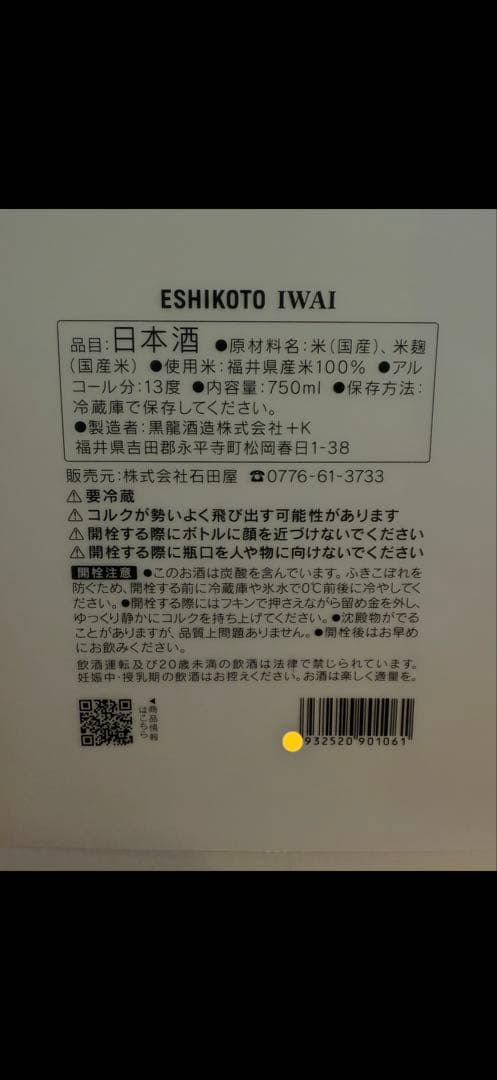 ESHIKOTO IWAI
品目:日本酒 ●原材料名:米(国産)、米麹
(国産米) ●使用米:福井県産米100% ●アル
コール分:13度 ●内容量:750ml ●保存方法:
冷蔵庫で保存してください。
●製造者:黒龍酒造株式会社+K
福井県吉田郡永平寺町松岡春日1-38
販売元:株式会社石田屋 ☎0776-61-3733
⚠要冷蔵
⚠コルクが勢いよく飛び出す可能性があります
⚠開栓する際にボトルに顔を近づけないでください
⚠開栓する際に瓶口を人や物に向けないでください
開栓注意 ●このお酒は炭酸を含んでいます。ふきこぼれを
防ぐため、開栓する前に冷蔵庫や氷水で0℃前後に冷やしてく
ださい。●開栓する際にはフキンで押さえながら留め金を外し、
ゆっくり静かにコルクを持ち上げてください。●沈殿物がでる
ことがありますが、品質上問題ありません。●開栓後はお早め
にお飲みください。
飲酒運転及び20歳未満の飲酒は法律で禁じられています。
妊娠中・授乳期の飲酒はお控えください。お酒は楽しく適量を。
◀商品情報
はこちら
932520 901061